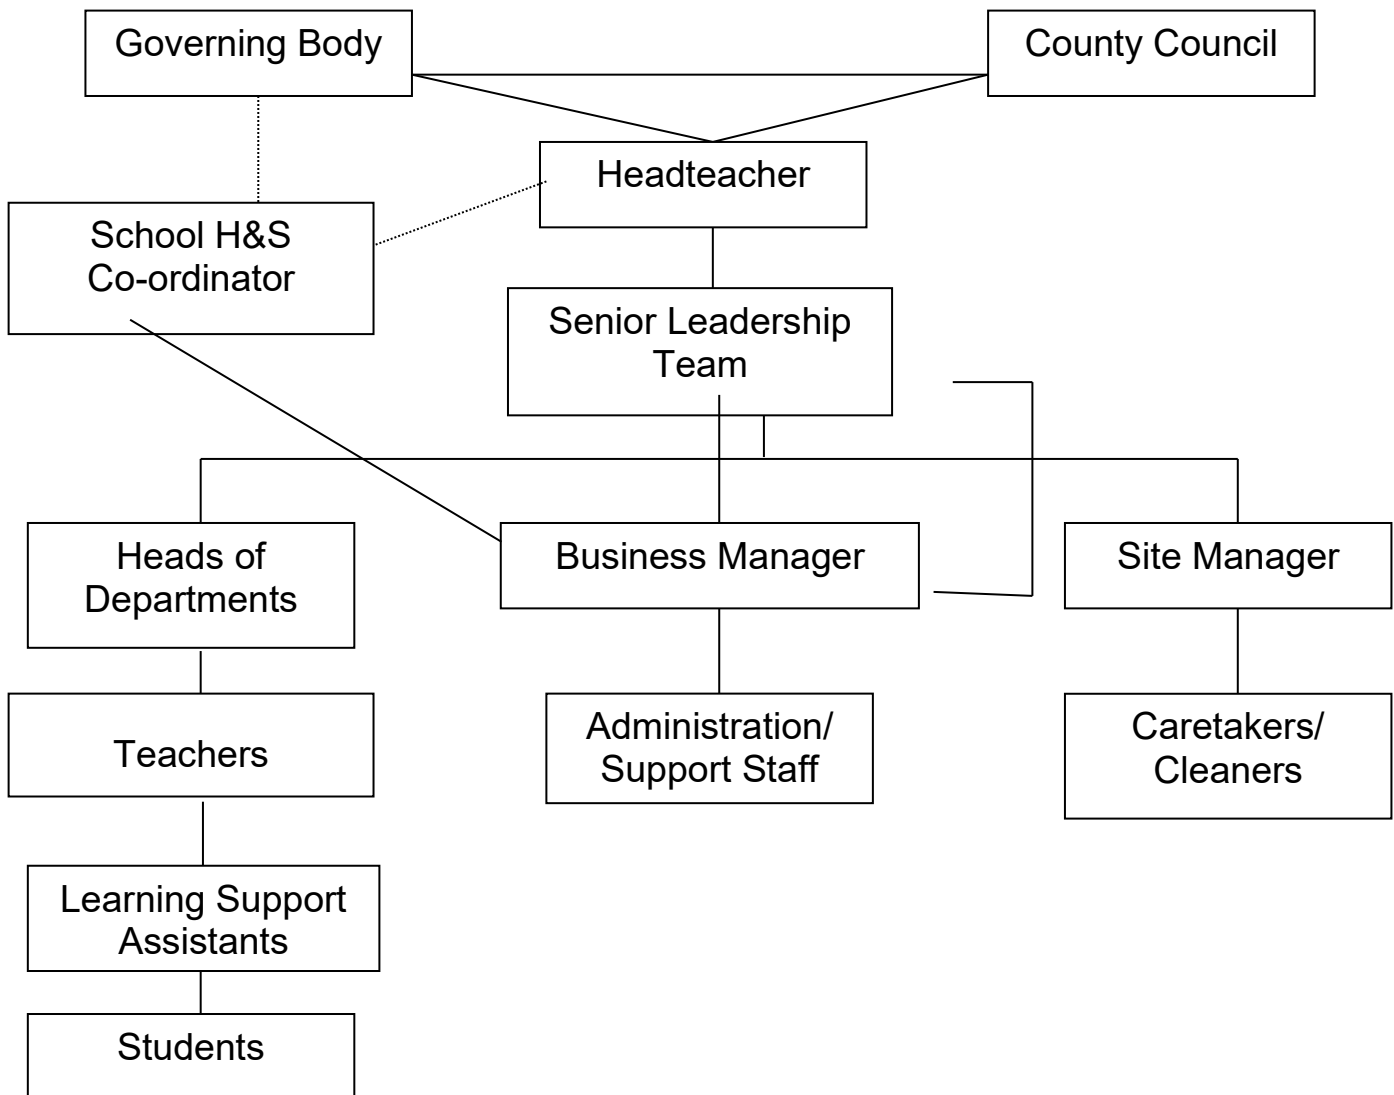 Governing Body
County Council
Headteacher
School H&S
Co-ordinator
Senior Leadership
Team
Heads of
Departments
Business Manager
Site Manager
Teachers
Administration/
Support Staff
Caretakers/
Cleaners
Learning Support
Assistants
Students